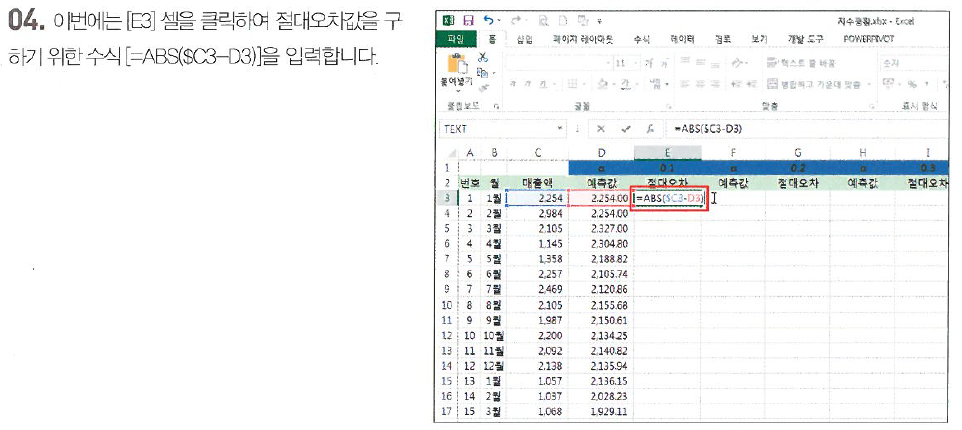 04. 이번에는 [E3] 셀을 클릭하여 절대오차값을 구
하기 위한 수식 [=ABS($C3-D3)]을 입력합니다.
지수평활.xlsx - Excel
파일 홈 삽입 페이지 레이아웃 수식 데이터 검토 보기 개발 도구 POWERPIVOT
붙여넣기 11 가 가 텍스트 줄 바꿈 숫자
가 가 가 병합하고 가운데 맞춤 %
클립보드 글꼴 맞춤 표시 형식
TEXT =ABS($C3-D3)
A B C D E F G H I
1 α 0.1 α 0.2 α 0.3
2 번호 월 매출액 예측값 절대오차 예측값 절대오차 예측값 절대오차
3 1 1월 2,254 2,254.00 =ABS($C3-D3)
4 2 2월 2,984 2,254.00
5 3 3월 2,105 2,327.00
6 4 4월 1,145 2,304.80
7 5 5월 1,358 2,188.82
8 6 6월 2,257 2,105.74
9 7 7월 2,469 2,120.86
10 8 8월 2,105 2,155.68
11 9 9월 1,987 2,150.61
12 10 10월 2,200 2,134.25
13 11 11월 2,092 2,140.82
14 12 12월 2,138 2,135.94
15 13 1월 1,057 2,136.15
16 14 2월 1,037 2,028.23
17 15 3월 1,068 1,929.11